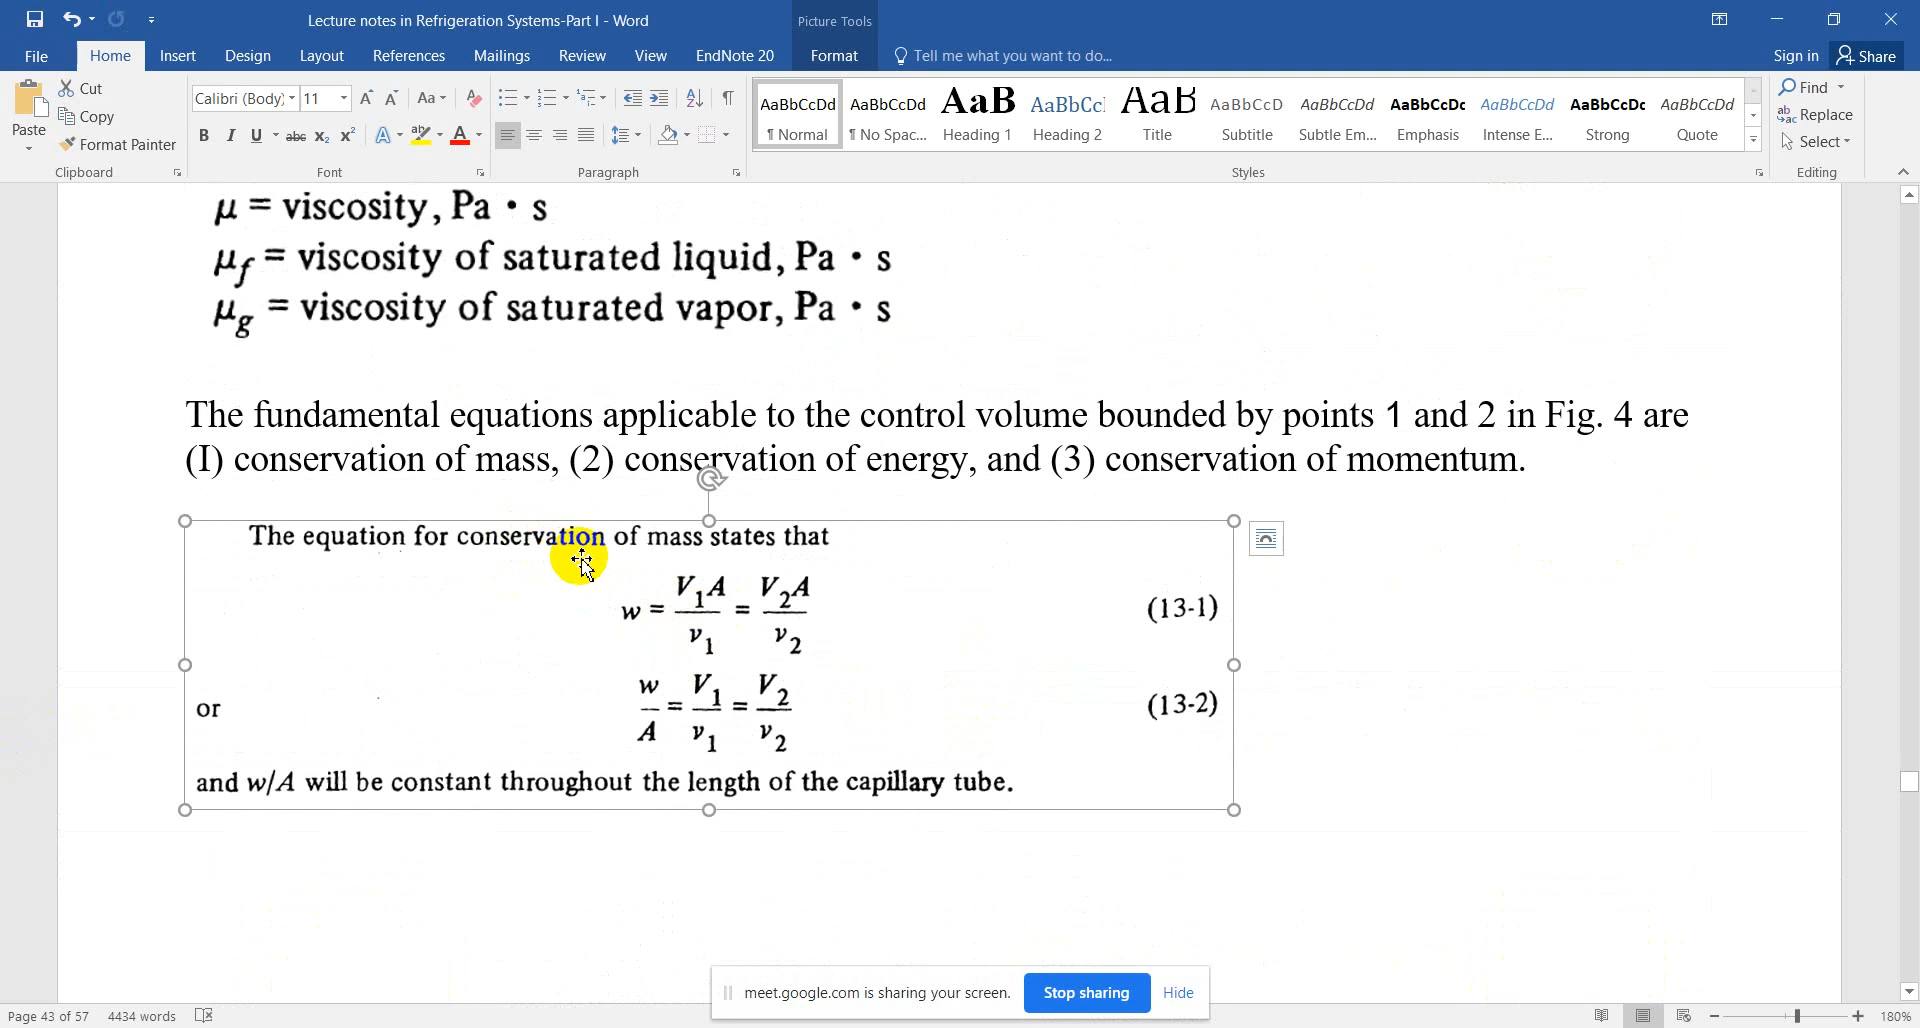 Lecture notes in Refrigeration Systems-Part I - Word
Picture Tools
File Home Insert Design Layout References Mailings Review View EndNote 20 Format Tell me what you want to do... Sign in Share
Paste
Cut
Copy
Format Painter
Calibri (Body) 11
AaBbCcDd ¶ Normal
AaBbCcDd ¶ No Spac...
AaB Heading 1
AaBbCc Heading 2
AaB Title
AaBbCcD Subtitle
AaBbCcDd Subtle Em...
AaBbCcDc Emphasis
AaBbCcDd Intense E...
AaBbCcDc Strong
AaBbCcDd Quote
Find
Replace
Select
Clipboard Font Paragraph Styles Editing
μ = viscosity, Pa · s
μf = viscosity of saturated liquid, Pa · s
μg = viscosity of saturated vapor, Pa · s
The fundamental equations applicable to the control volume bounded by points 1 and 2 in Fig. 4 are
(I) conservation of mass, (2) conservation of energy, and (3) conservation of momentum.
The equation for conservation of mass states that
w = V₁A/ν₁ = V₂A/ν₂ (13-1)
or w/A = V₁/ν₁ = V₂/ν₂ (13-2)
and w/A will be constant throughout the length of the capillary tube.
meet.google.com is sharing your screen. Stop sharing Hide
Page 43 of 57 4434 words 180%